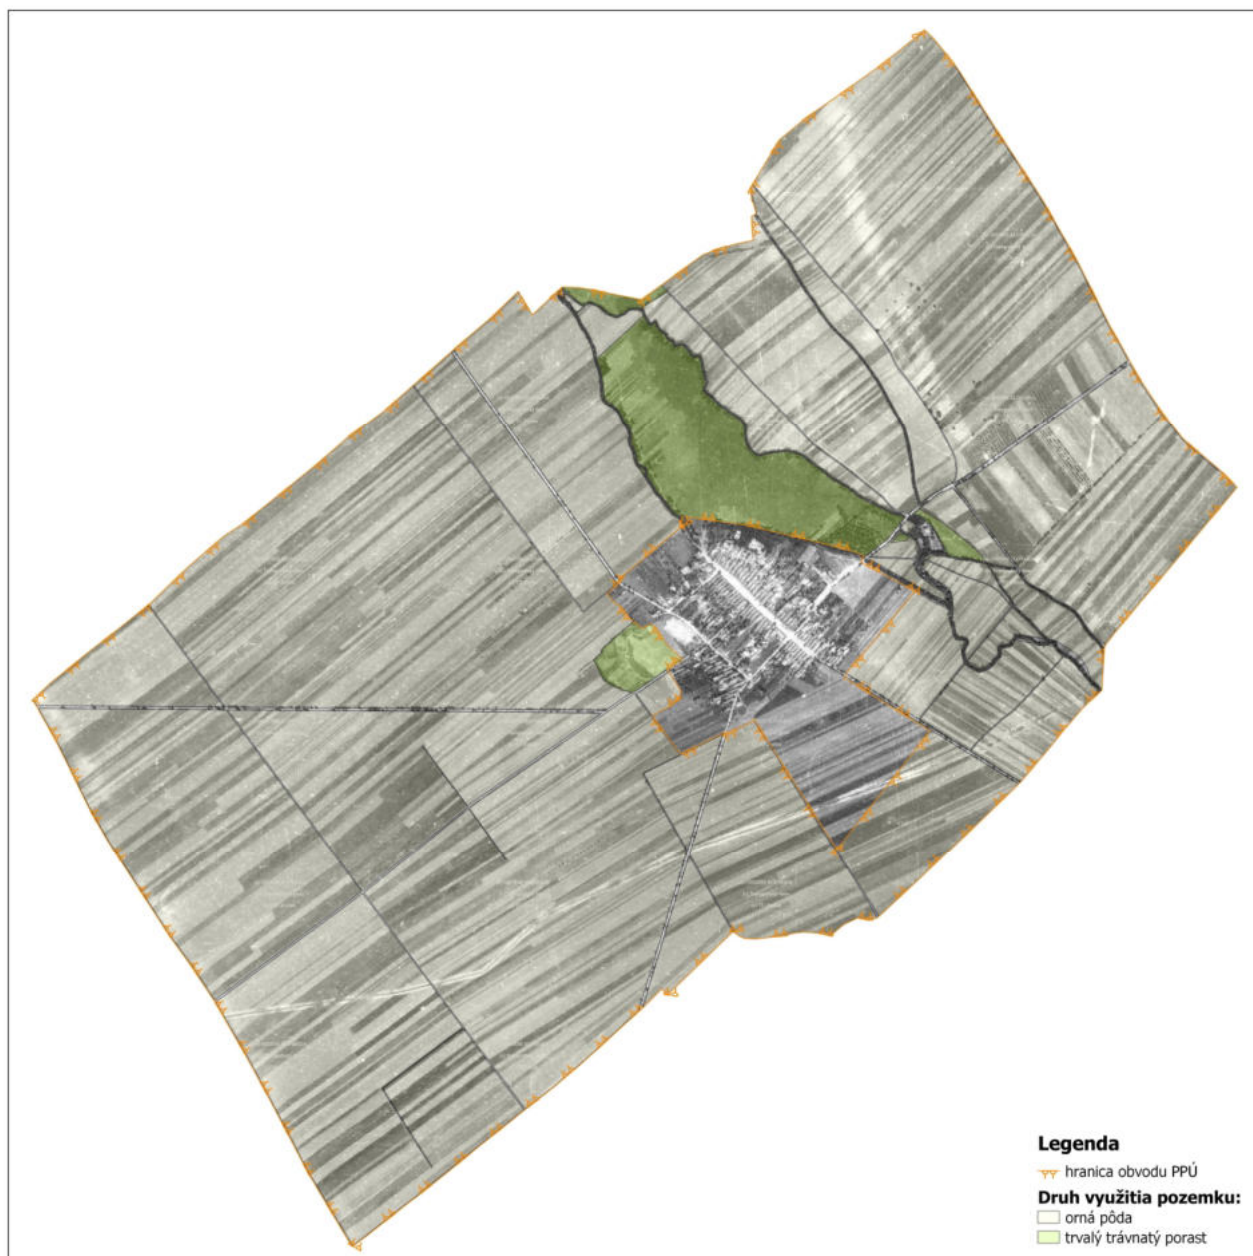 Legenda
hranica obvodu PPÚ
Druh využitia pozemku:
orná pôda
trvalý trávnatý porast